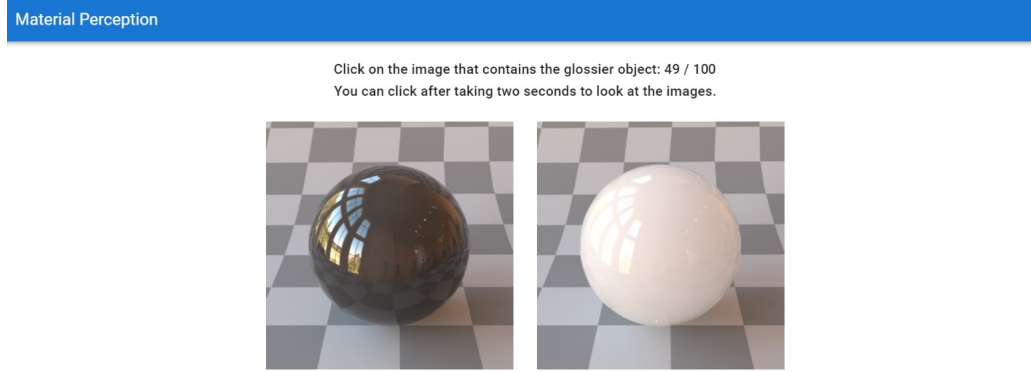 Material Perception
Click on the image that contains the glossier object: 49 / 100
You can click after taking two seconds to look at the images.